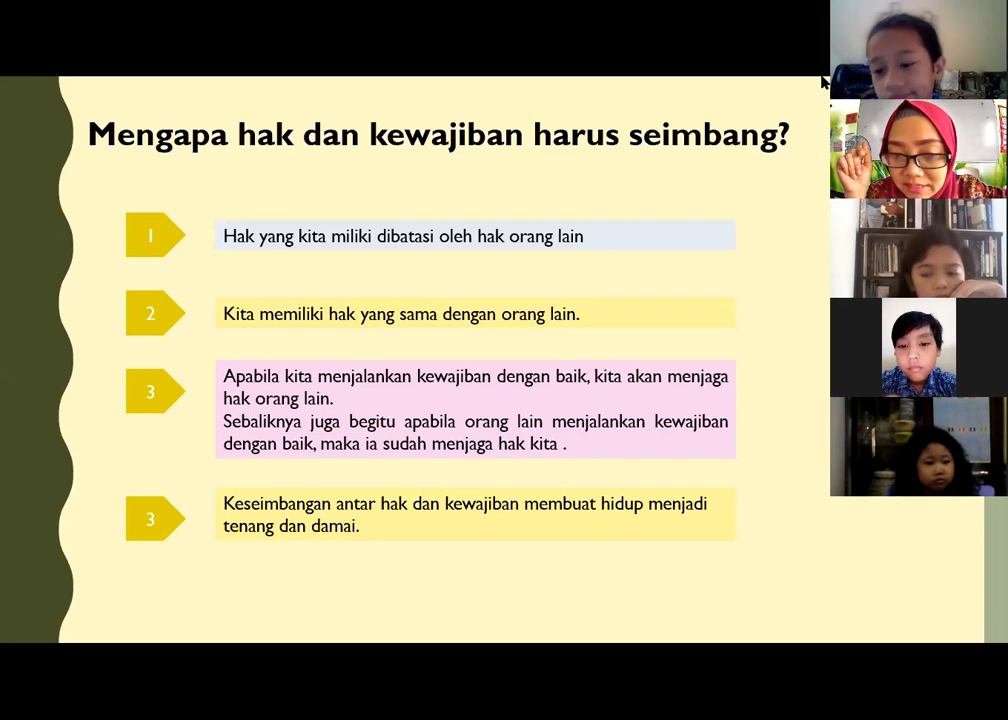 Mengapa hak dan kewajiban harus seimbang?
1
Hak yang kita miliki dibatasi oleh hak orang lain
2
Kita memiliki hak yang sama dengan orang lain.
3
Apabila kita menjalankan kewajiban dengan baik, kita akan menjaga
hak orang lain.
Sebaliknya juga begitu apabila orang lain menjalankan kewajiban
dengan baik, maka ia sudah menjaga hak kita .
3
Keseimbangan antar hak dan kewajiban membuat hidup menjadi
tenang dan damai.